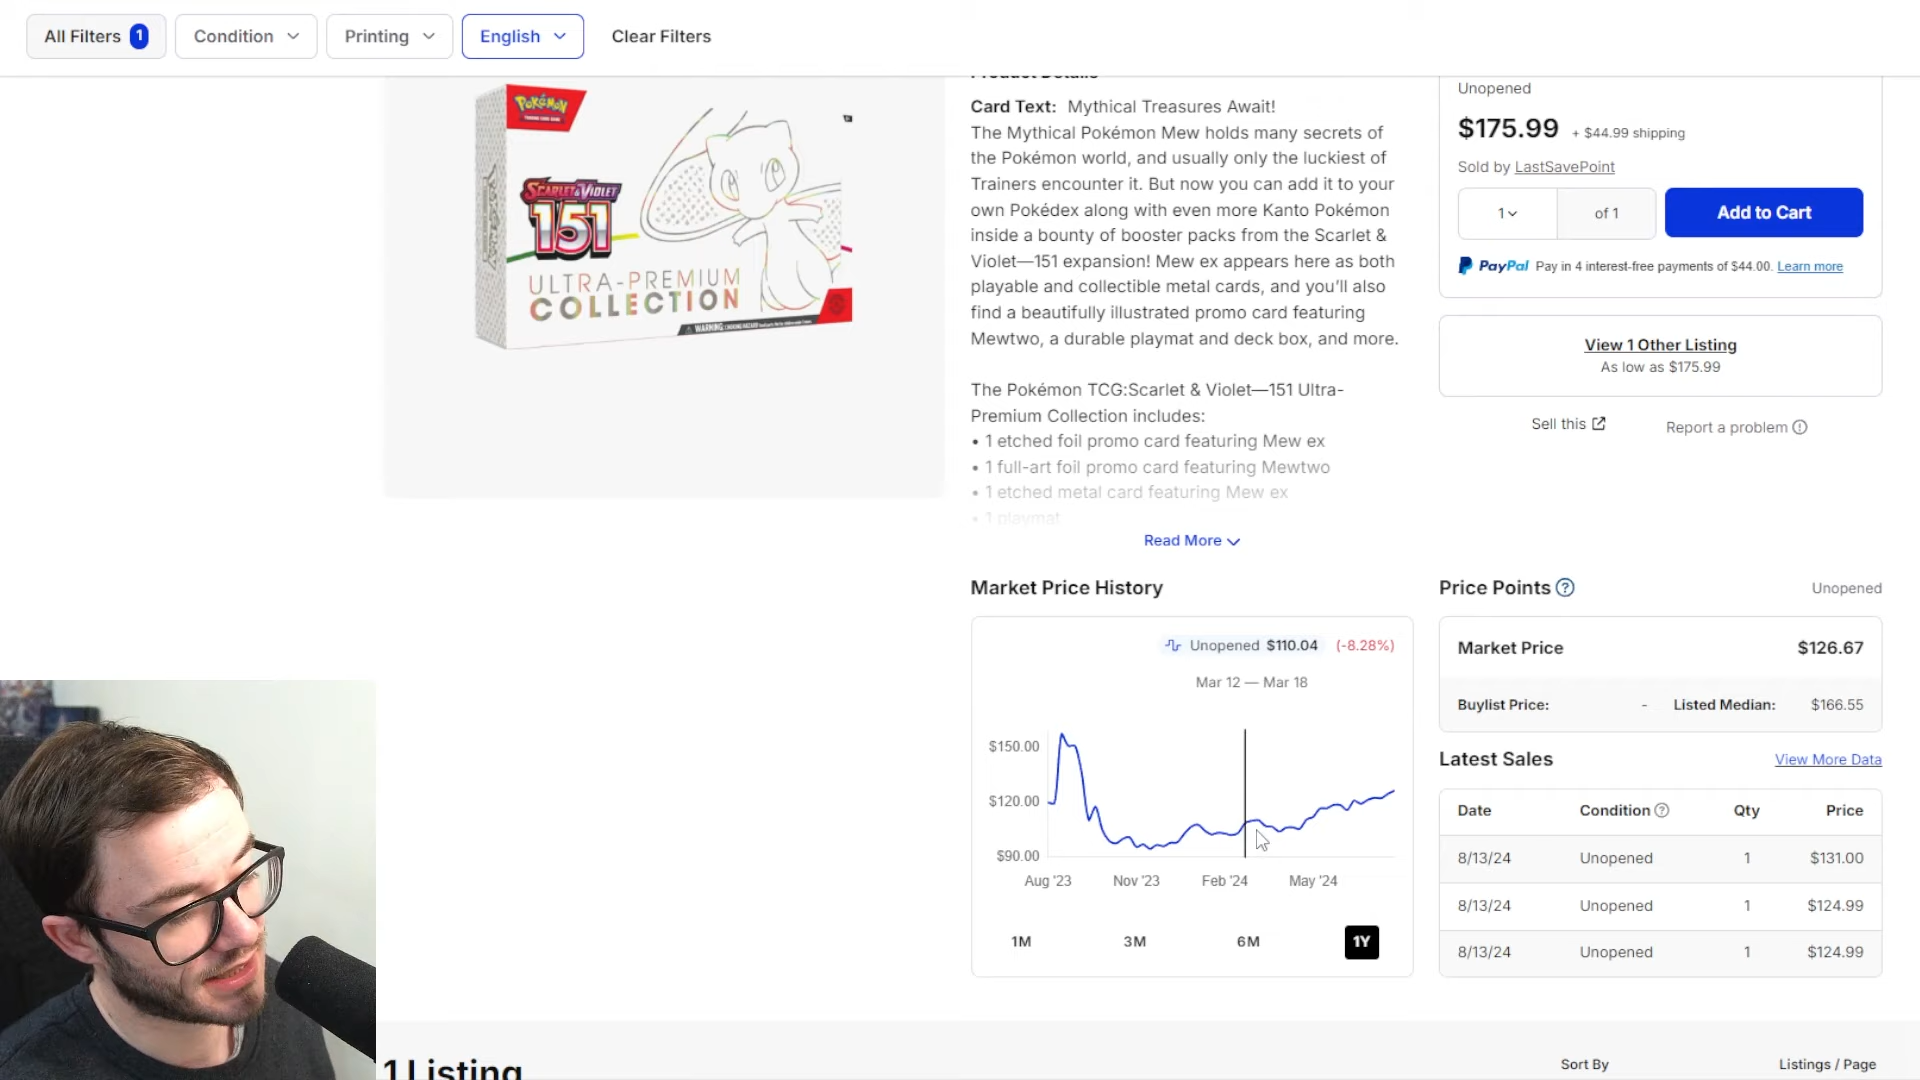 All Filters 1
Condition
Printing
English
Clear Filters
Product Details
Card Text: Mythical Treasures Await!
The Mythical Pokémon Mew holds many secrets of
the Pokémon world, and usually only the luckiest of
Trainers encounter it. But now you can add it to your
own Pokédex along with even more Kanto Pokémon
inside a bounty of booster packs from the Scarlet &
Violet—151 expansion! Mew ex appears here as both
playable and collectible metal cards, and you’ll also
find a beautifully illustrated promo card featuring
Mewtwo, a durable playmat and deck box, and more.
The Pokémon TCG:Scarlet & Violet—151 Ultra-
Premium Collection includes:
• 1 etched foil promo card featuring Mew ex
• 1 full-art foil promo card featuring Mewtwo
• 1 etched metal card featuring Mew ex
• 1 playmat
Read More
Pokémon
TRADING CARD GAME
SCARLET & VIOLET
151
ULTRA-PREMIUM
COLLECTION
WARNING:
Unopened
$175.99 + $44.99 shipping
Sold by LastSavePoint
1 of 1
Add to Cart
PayPal Pay in 4 interest-free payments of $44.00. Learn more
View 1 Other Listing
As low as $175.99
Sell this
Report a problem
Market Price History
Unopened $110.04 (-8.28%)
Mar 12 — Mar 18
$150.00
$120.00
$90.00
Aug '23 Nov '23 Feb '24 May '24
1M 3M 6M 1Y
Price Points ? Unopened
Market Price $126.67
Buylist Price: - Listed Median: $166.55
Latest Sales View More Data
Date Condition ? Qty Price
8/13/24 Unopened 1 $131.00
8/13/24 Unopened 1 $124.99
8/13/24 Unopened 1 $124.99
1 Listing
Sort By
Listings / Page